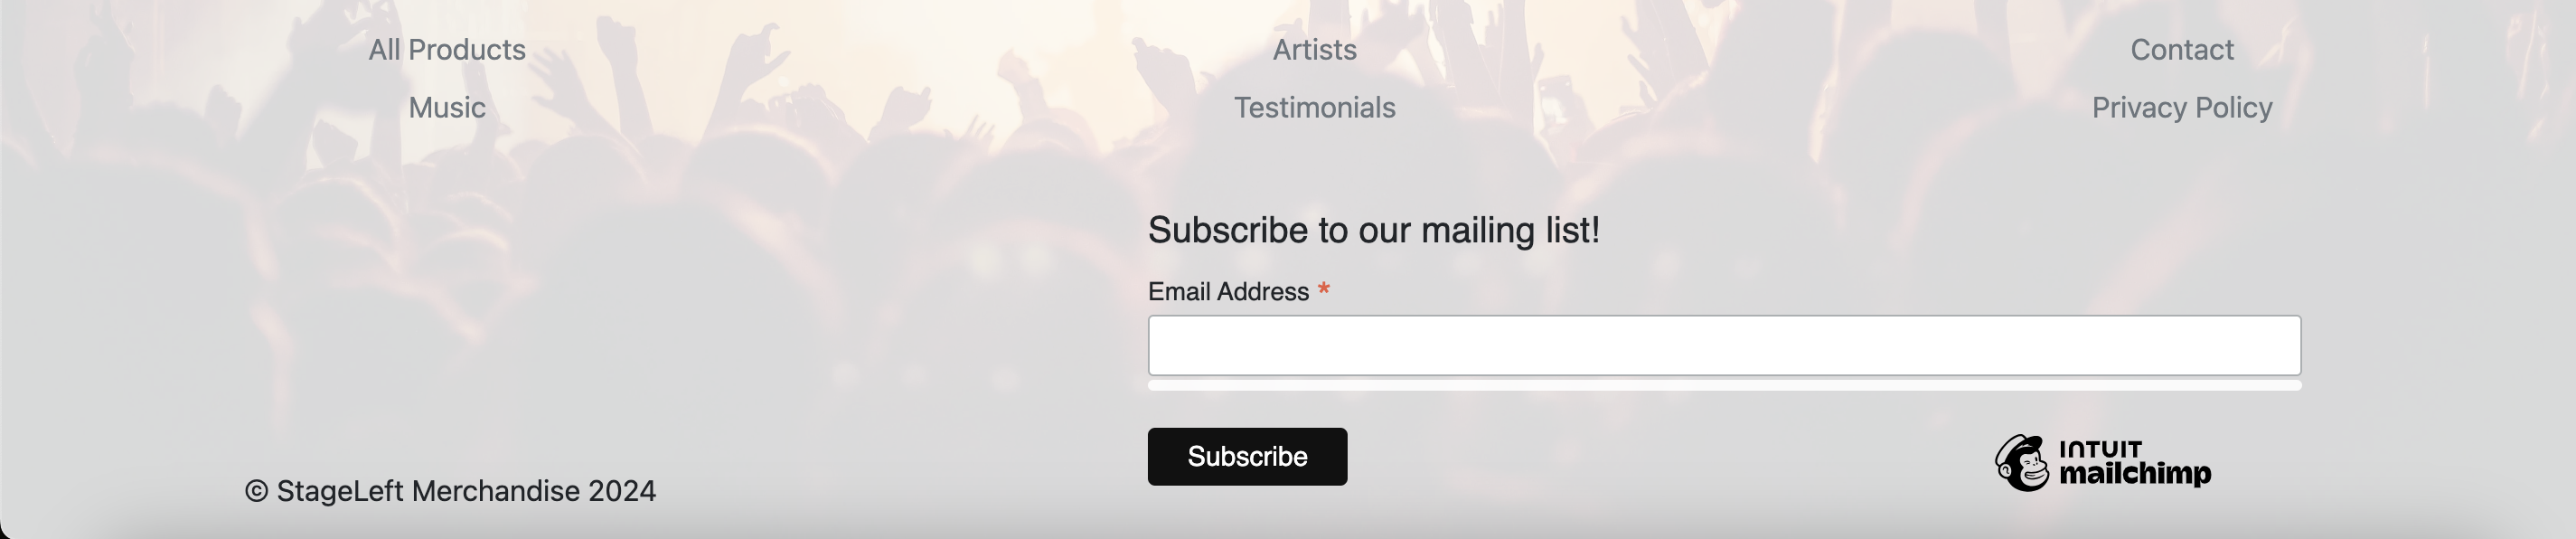 All Products Artists Contact
Music Testimonials Privacy Policy
Subscribe to our mailing list!
Email Address *
Subscribe
INTUIT
mailchimp
© StageLeft Merchandise 2024